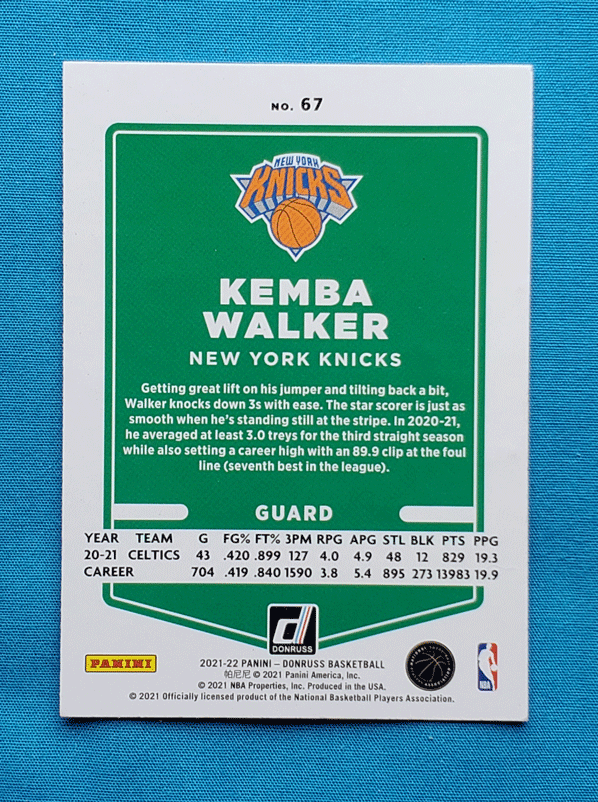 NO. 67
NEW YORK
KNICKS
KEMBA
WALKER
NEW YORK KNICKS
Getting great lift on his jumper and tilting back a bit,
Walker knocks down 3s with ease. The star scorer is just as
smooth when he's standing still at the stripe. In 2020-21,
he averaged at least 3.0 treys for the third straight season
while also setting a career high with an 89.9 clip at the foul
line (seventh best in the league).
GUARD
YEAR TEAM G FG% FT% 3PM RPG APG STL BLK PTS PPG
20-21 CELTICS 43 .420 .899 127 4.0 4.9 48 12 829 19.3
CAREER 704 .419 .840 1590 3.8 5.4 895 273 13983 19.9
d
DONRUSS
PANINI
2021-22 PANINI – DONRUSS BASKETBALL
帕尼尼 © 2021 Panini America, Inc.
© 2021 NBA Properties, Inc. Produced in the USA.
© 2021 Officially licensed product of the National Basketball Players Association.
NATIONAL BASKETBALL PLAYERS ASSOCIATION
NBA